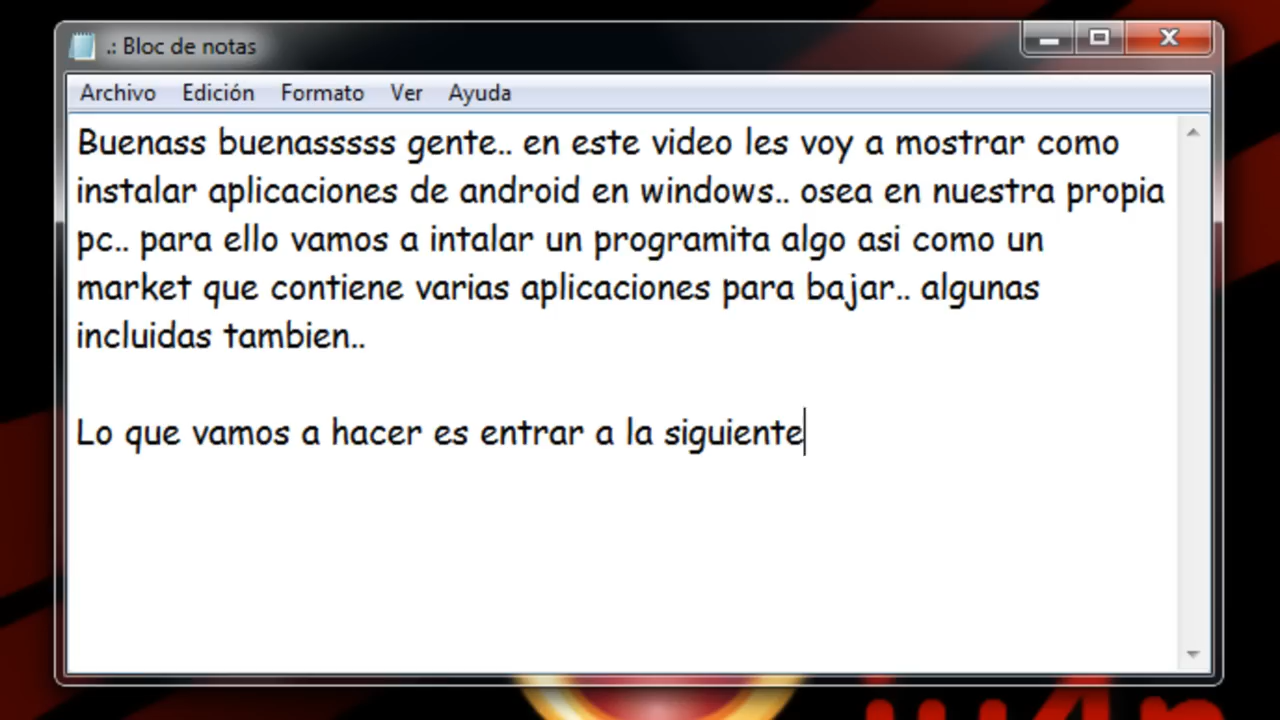 .: Bloc de notas
Archivo Edición Formato Ver Ayuda
Buenass buenasssss gente.. en este video les voy a mostrar como
instalar aplicaciones de android en windows.. osea en nuestra propia
pc.. para ello vamos a intalar un programita algo asi como un
market que contiene varias aplicaciones para bajar.. algunas
incluidas tambien..
Lo que vamos a hacer es entrar a la siguiente